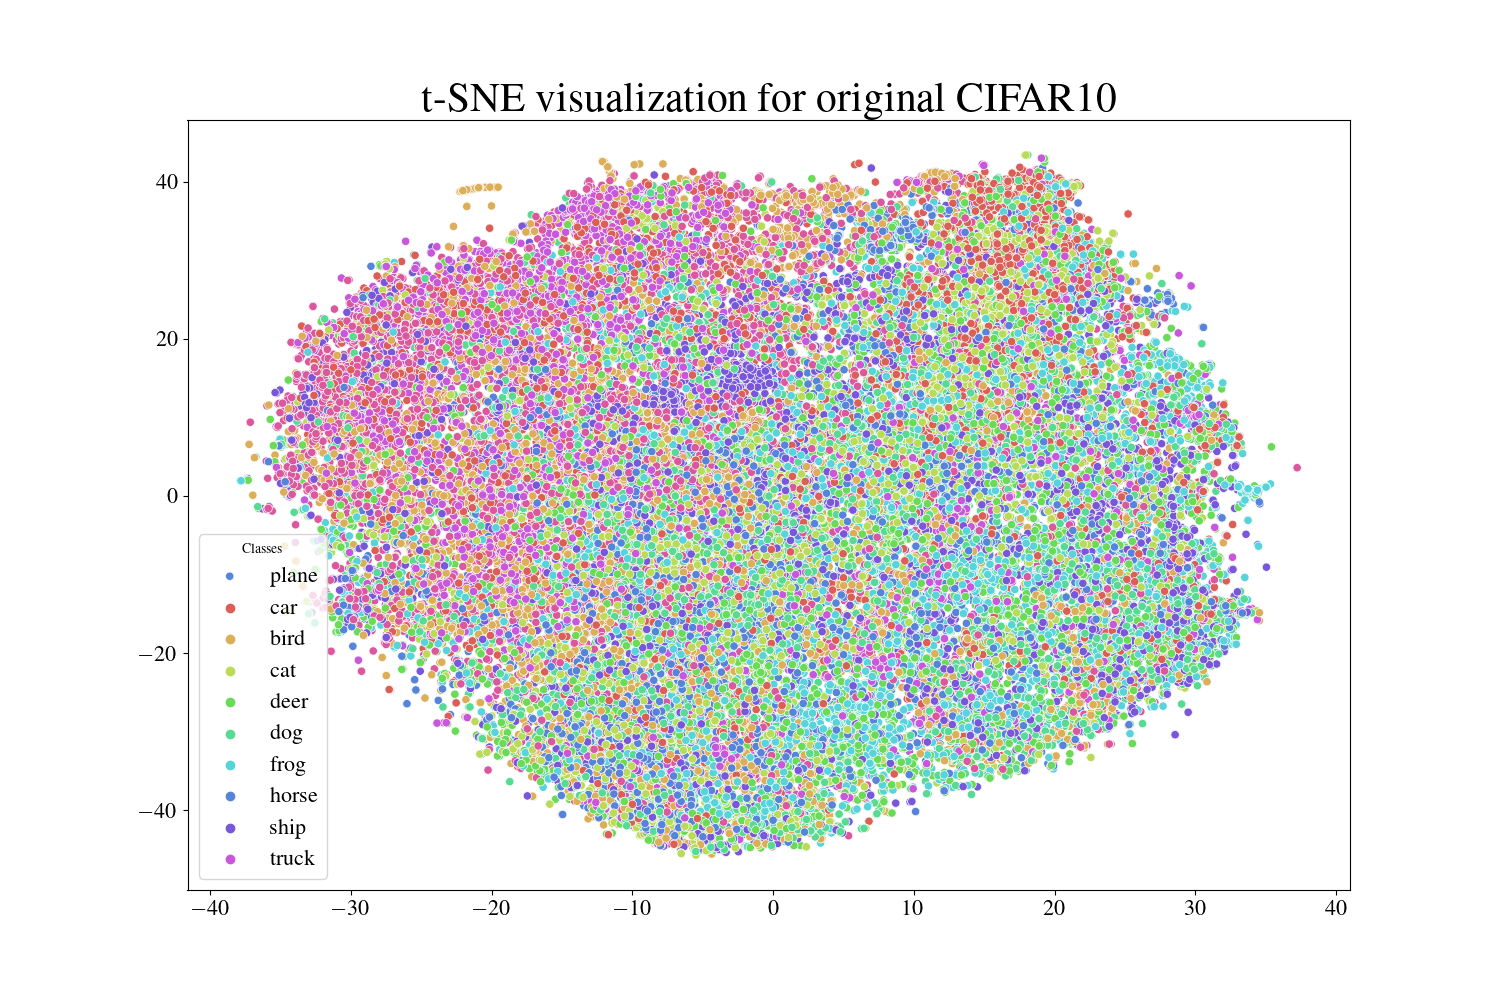 t-SNE visualization for original CIFAR10
40
20
0
−20
−40
Classes
plane
car
bird
cat
deer
dog
frog
horse
ship
truck
−40 −30 −20 −10 0 10 20 30 40